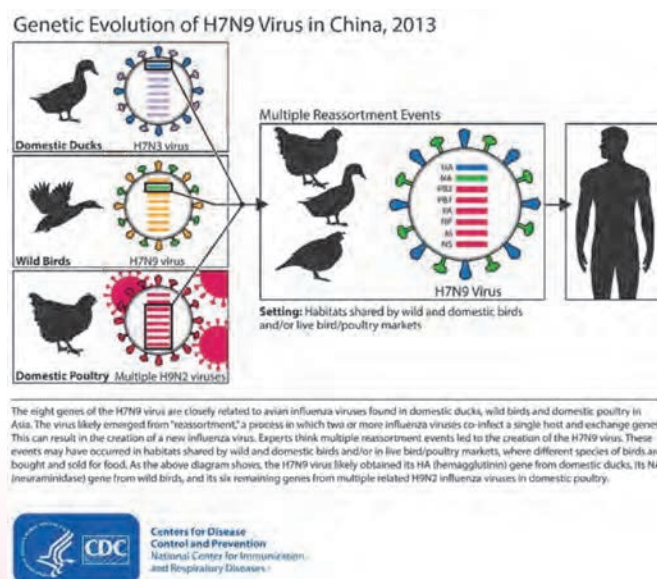 Genetic Evolution of H7N9 Virus in China, 2013
Domestic Ducks
H7N3 virus
Wild Birds
H7N9 virus
Domestic Poultry
Multiple H9N2 viruses
Multiple Reassortment Events
HA
NA
PB2
PB1
PA
NP
NS
H7N9 Virus
Setting: Habitats shared by wild and domestic birds
and/or live bird/poultry markets
The eight genes of the H7N9 virus are closely related to avian influenza viruses found in domestic ducks, wild birds and domestic poultry in
Asia. The virus likely emerged from "reassortment," a process in which two or more influenza viruses co-infect a single host and exchange genes.
This can result in the creation of a new influenza virus. Experts think multiple reassortment events led to the creation of the H7N9 virus. These
events may have occurred in habitats shared by wild and domestic birds and/or in live bird/poultry markets, where different species of birds are
bought and sold for food. As the above diagram shows, the H7N9 virus likely obtained its HA (hemagglutinin) gene from domestic ducks, its NA
(neuraminidase) gene from wild birds, and its six remaining genes from multiple related H9N2 influenza viruses in domestic poultry.
CDC
Centers for Disease
Control and Prevention
National Center for Immunization
and Respiratory Diseases